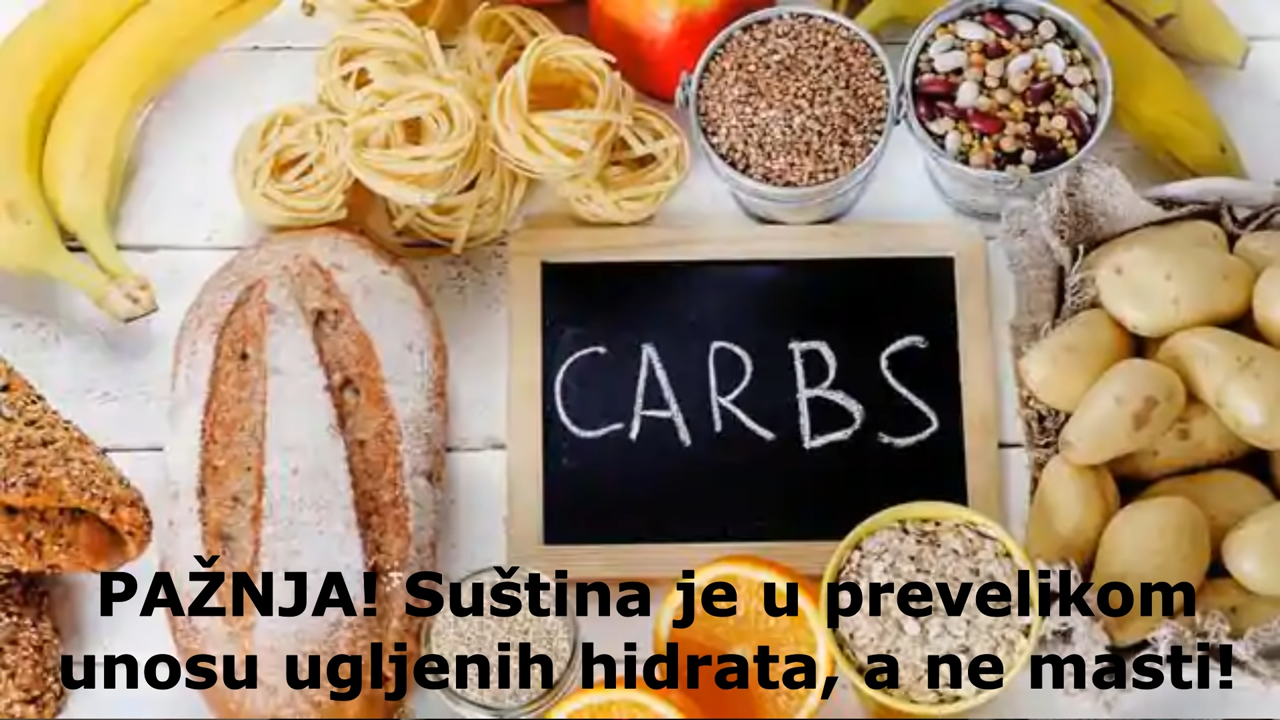 CARBS
PAŽNJA! Suština je u prevelikom
unosu ugljenih hidrata, a ne masti!